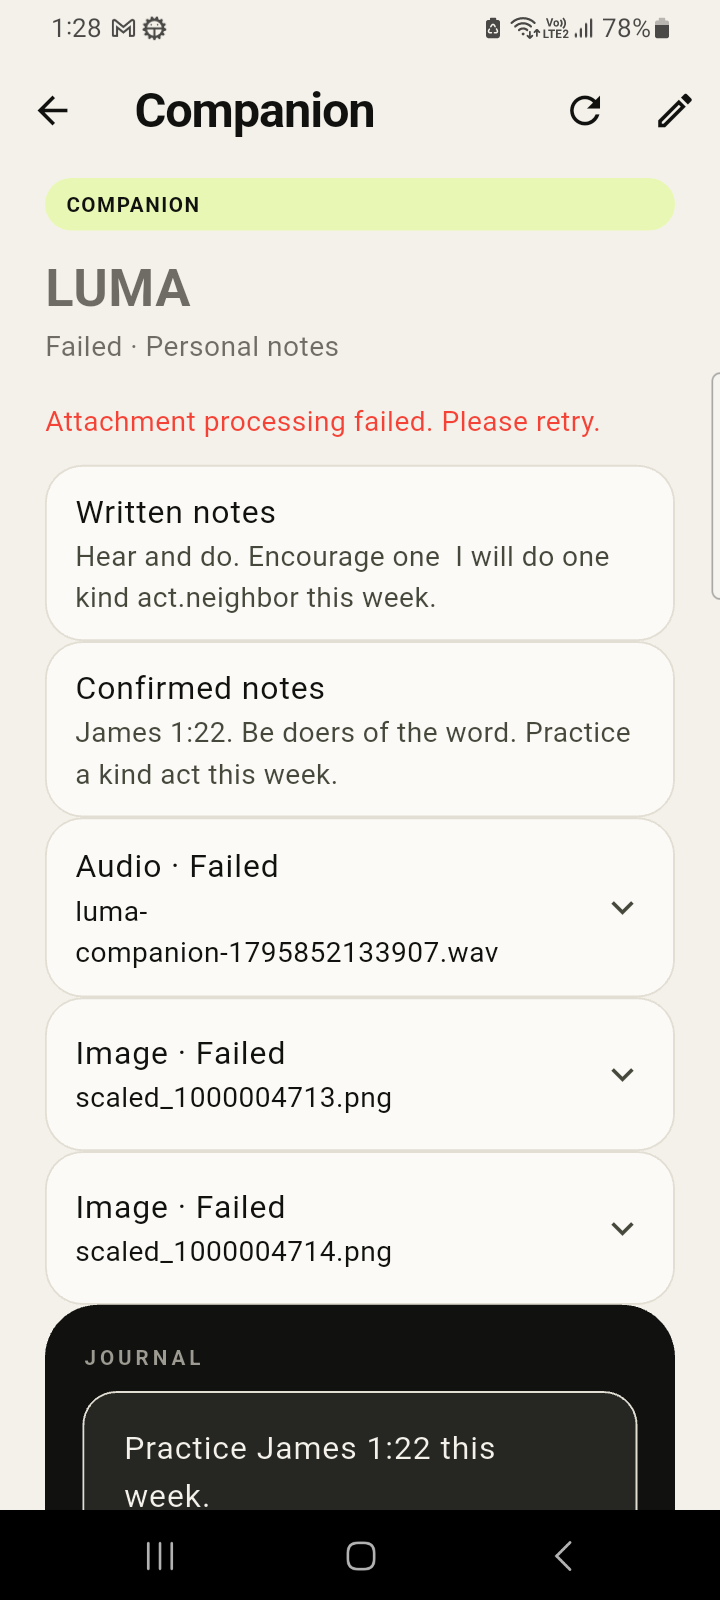 1:28
Vo))
LTE2
78%
Companion
COMPANION
LUMA
Failed · Personal notes
Attachment processing failed. Please retry.
Written notes
Hear and do. Encourage one  I will do one
kind act.neighbor this week.
Confirmed notes
James 1:22. Be doers of the word. Practice
a kind act this week.
Audio · Failed
luma-
companion-1795852133907.wav
Image · Failed
scaled_1000004713.png
Image · Failed
scaled_1000004714.png
JOURNAL
Practice James 1:22 this
week.